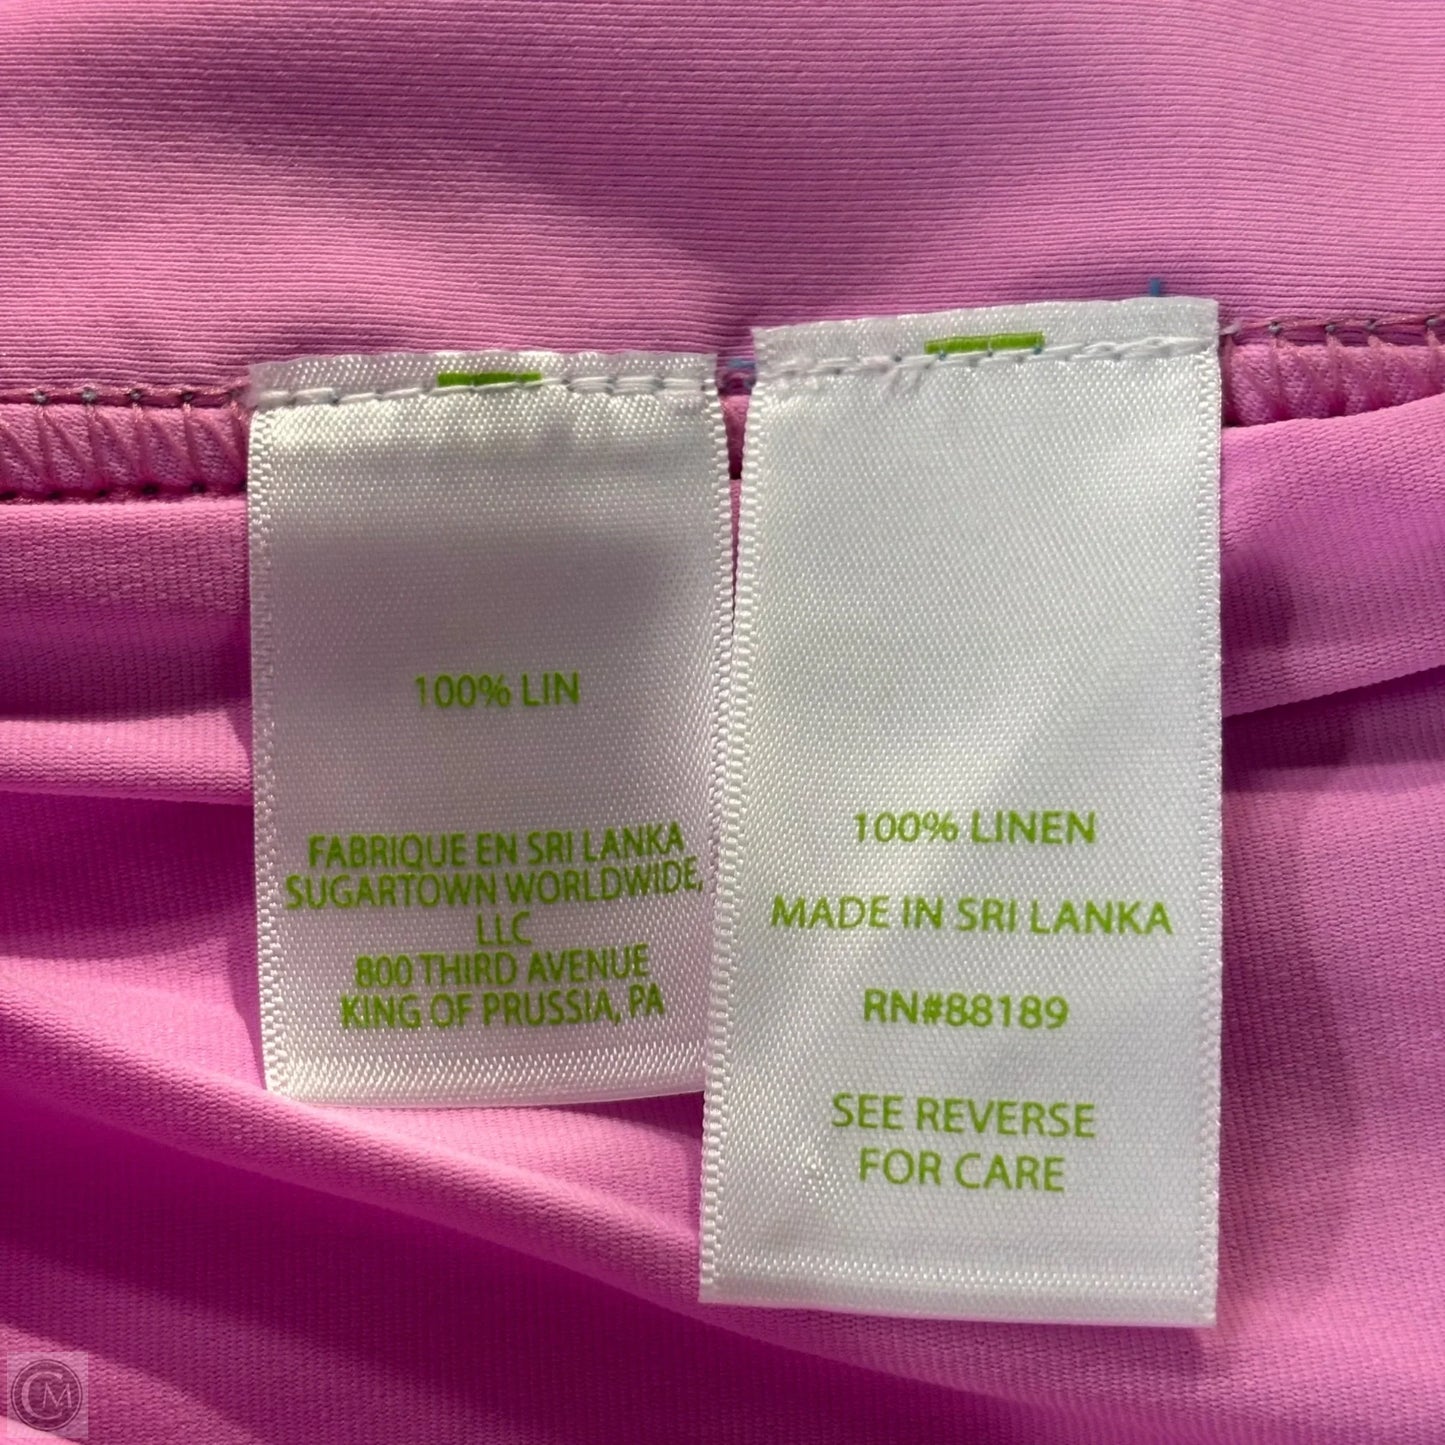 100% LIN
FABRIQUE EN SRI LANKA
SUGARTOWN WORLDWIDE,
LLC
800 THIRD AVENUE
KING OF PRUSSIA, PA
100% LINEN
MADE IN SRI LANKA
RN#88189
SEE REVERSE
FOR CARE
CM